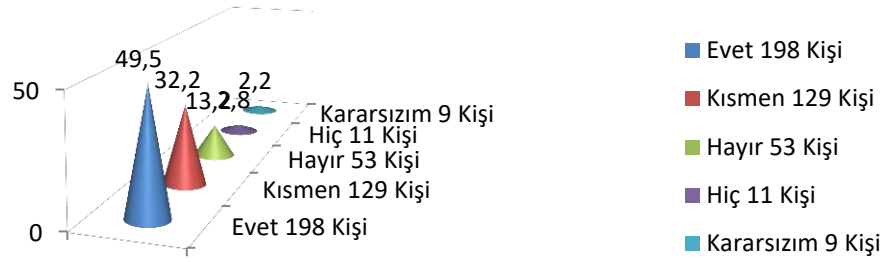 49,5
32,2
2,8
2,2
50
0
Kararsızım 9 Kişi
Hiç 11 Kişi
Hayır 53 Kişi
Kısmen 129 Kişi
Evet 198 Kişi
Evet 198 Kişi
Kısmen 129 Kişi
Hayır 53 Kişi
Hiç 11 Kişi
Kararsızım 9 Kişi